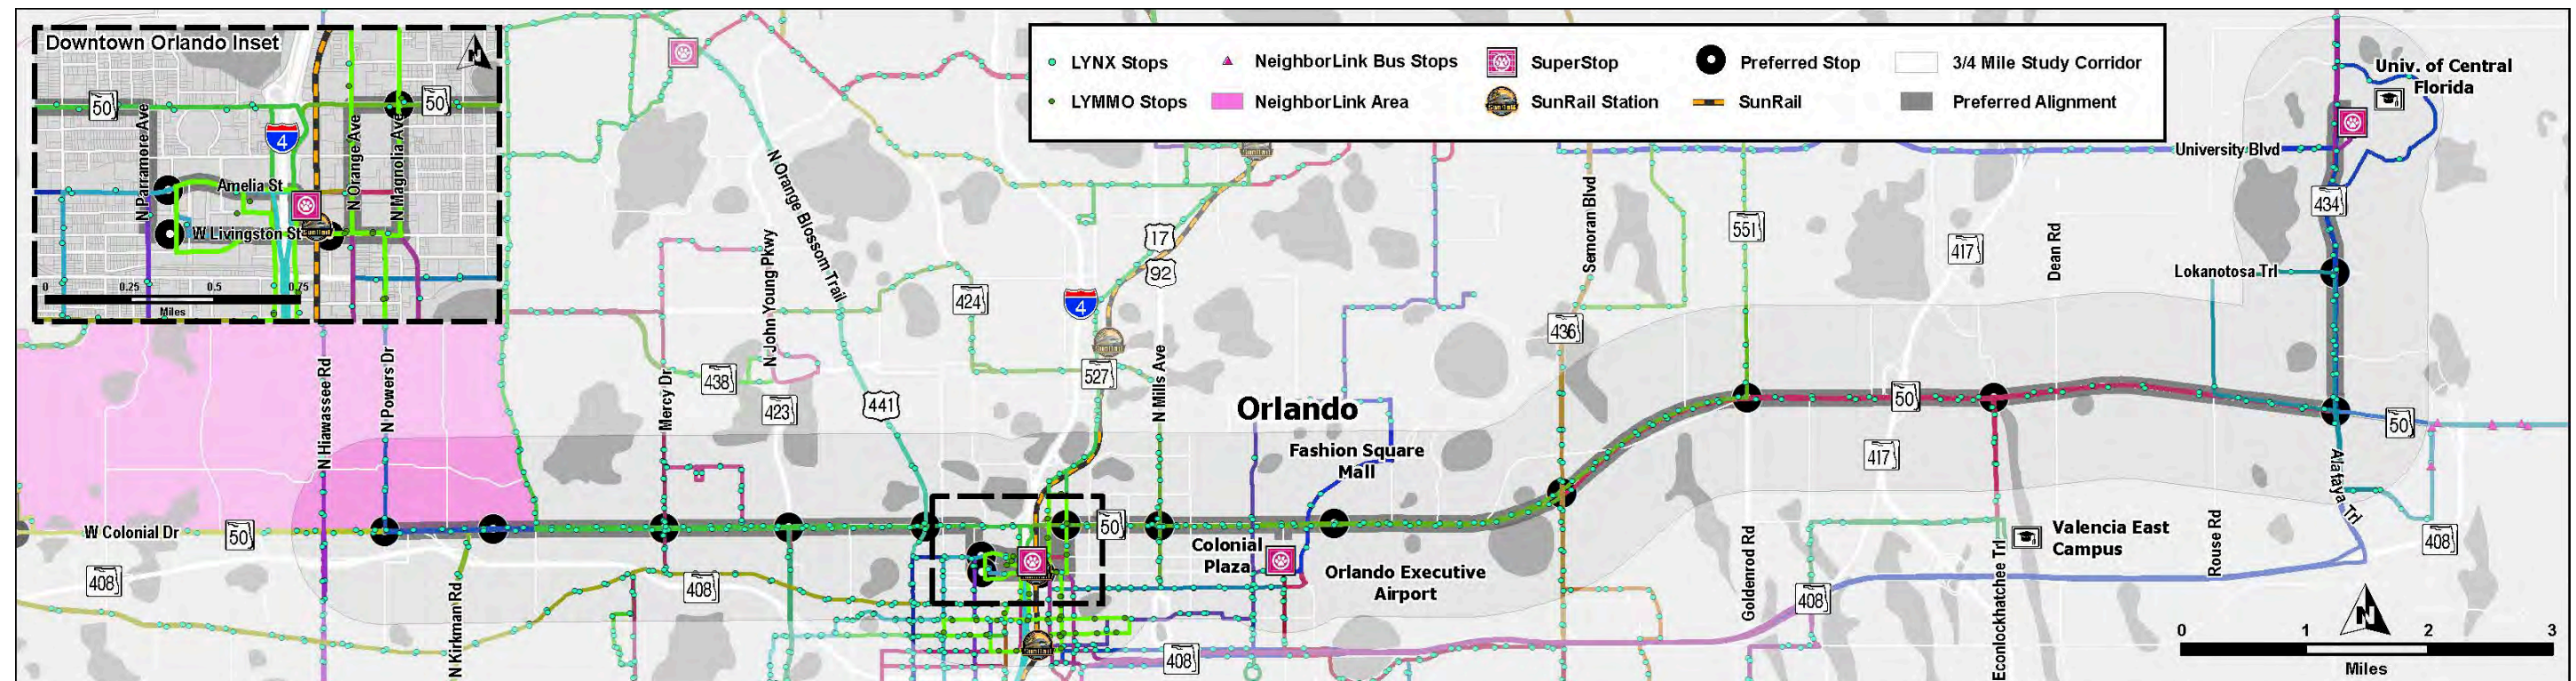 Downtown Orlando Inset
N
50
50
4
N Parramore Ave
N Orange Ave
N Magnolia Ave
Amelia St
W Livingston St
0 0.25 0.5 0.75
Miles
LYNX Stops
NeighborLink Bus Stops
SuperStop
Preferred Stop
3/4 Mile Study Corridor
LYMMO Stops
NeighborLink Area
SunRail Station
SunRail
Preferred Alignment
Univ. of Central
Florida
University Blvd
434
Lokanotosa Trl
N Orange Blossom Trail
N John Young Pkwy
17
92
4
424
Semoran Blvd
551
417
Dean Rd
436
N Hiawassee Rd
N Powers Dr
Mercy Dr
438
423
441
527
N Mills Ave
Orlando
Fashion Square
Mall
50
417
50
Alafaya Trl
W Colonial Dr
50
50
408
N Kirkman Rd
408
Colonial
Plaza
Orlando Executive
Airport
Goldenrod Rd
408
Econlockhatchee Trl
Valencia East
Campus
Rouse Rd
408
408
N
0 1 2 3
Miles